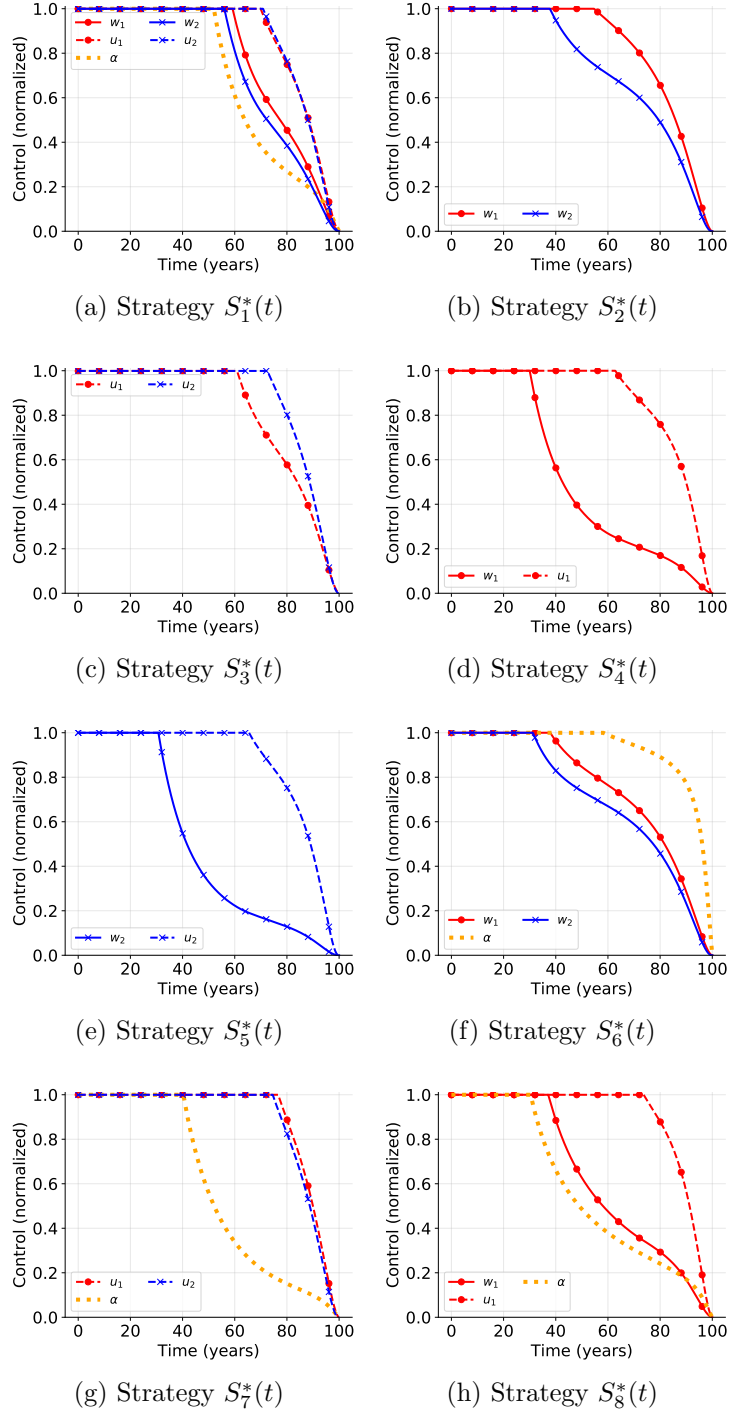 1.0
0.8
0.6
0.4
0.2
0.0
Control (normalized)
w₁ w₂
u₁ u₂
α
0 20 40 60 80 100
Time (years)
(a) Strategy S₁*(t)
1.0
0.8
0.6
0.4
0.2
0.0
Control (normalized)
w₁ w₂
0 20 40 60 80 100
Time (years)
(b) Strategy S₂*(t)
1.0
0.8
0.6
0.4
0.2
0.0
Control (normalized)
u₁ u₂
0 20 40 60 80 100
Time (years)
(c) Strategy S₃*(t)
1.0
0.8
0.6
0.4
0.2
0.0
Control (normalized)
w₁ u₁
0 20 40 60 80 100
Time (years)
(d) Strategy S₄*(t)
1.0
0.8
0.6
0.4
0.2
0.0
Control (normalized)
w₂ u₂
0 20 40 60 80 100
Time (years)
(e) Strategy S₅*(t)
1.0
0.8
0.6
0.4
0.2
0.0
Control (normalized)
w₁ w₂
α
0 20 40 60 80 100
Time (years)
(f) Strategy S₆*(t)
1.0
0.8
0.6
0.4
0.2
0.0
Control (normalized)
u₁ u₂
α
0 20 40 60 80 100
Time (years)
(g) Strategy S₇*(t)
1.0
0.8
0.6
0.4
0.2
0.0
Control (normalized)
w₁ α
u₁
0 20 40 60 80 100
Time (years)
(h) Strategy S₈*(t)